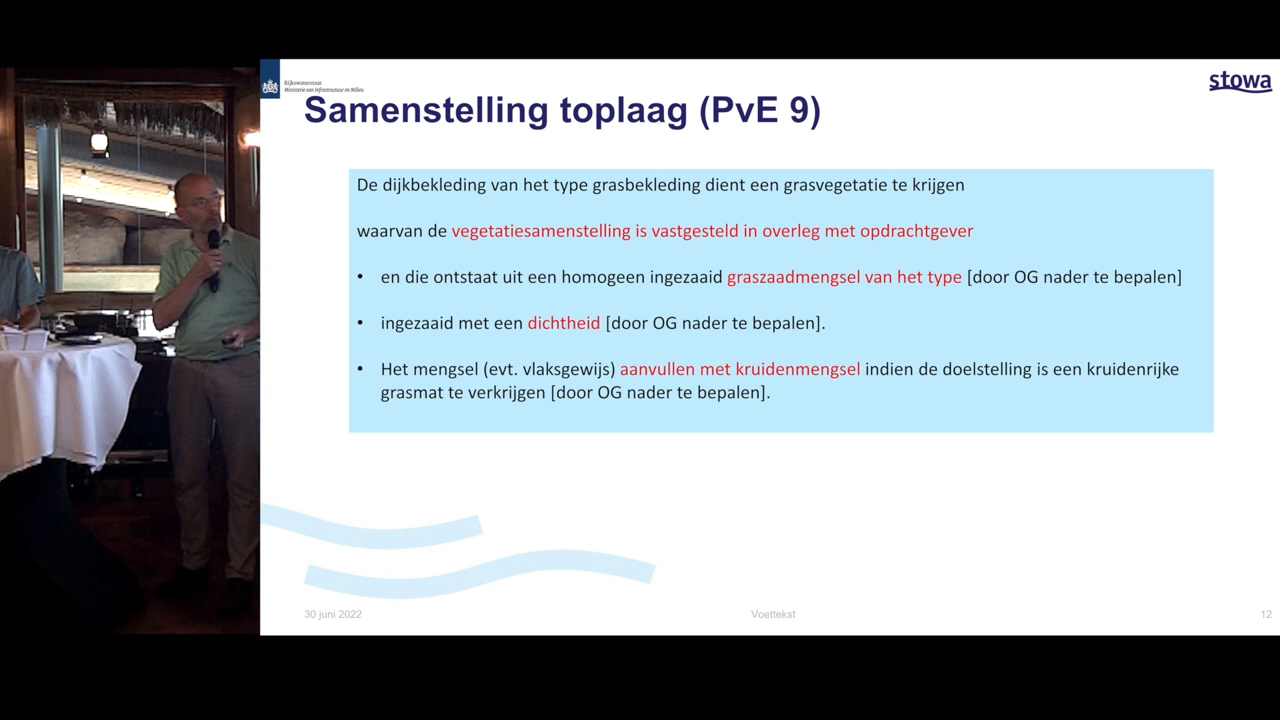 Rijkswaterstaat
Ministerie van Infrastructuur en Milieu
stowa
Samenstelling toplaag (PvE 9)
De dijkbekleding van het type grasbekleding dient een grasvegetatie te krijgen
waarvan de vegetatiesamenstelling is vastgesteld in overleg met opdrachtgever
• en die ontstaat uit een homogeen ingezaaid graszaadmengsel van het type [door OG nader te bepalen]
• ingezaaid met een dichtheid [door OG nader te bepalen].
• Het mengsel (evt. vlaksgewijs) aanvullen met kruidenmengsel indien de doelstelling is een kruidenrijke
grasmat te verkrijgen [door OG nader te bepalen].
30 juni 2022
Voettekst
12